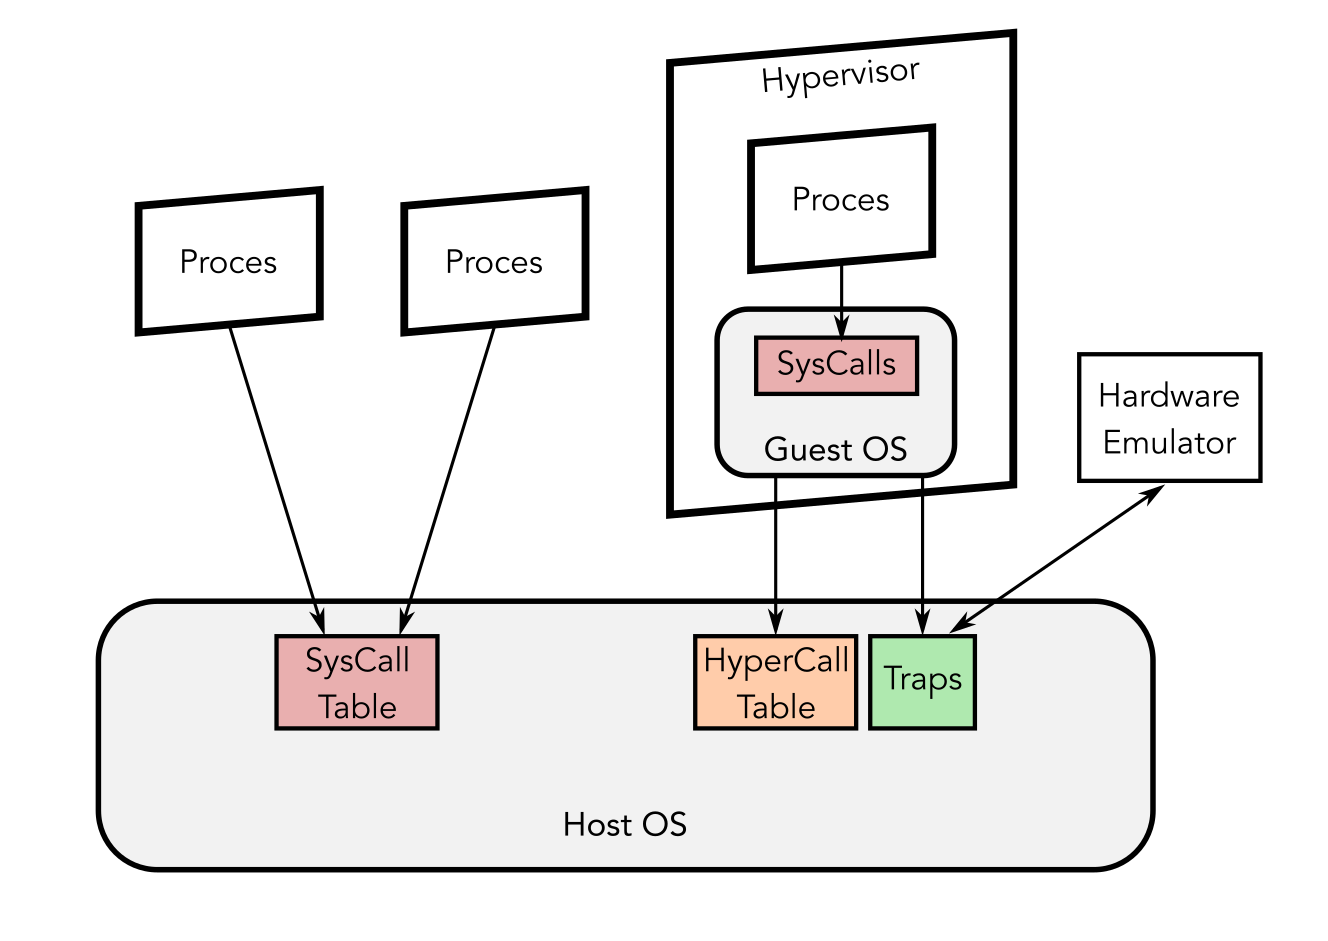 Hypervisor
Proces
Proces
Proces
SysCalls
Guest OS
Hardware
Emulator
SysCall
Table
HyperCall
Table
Traps
Host OS